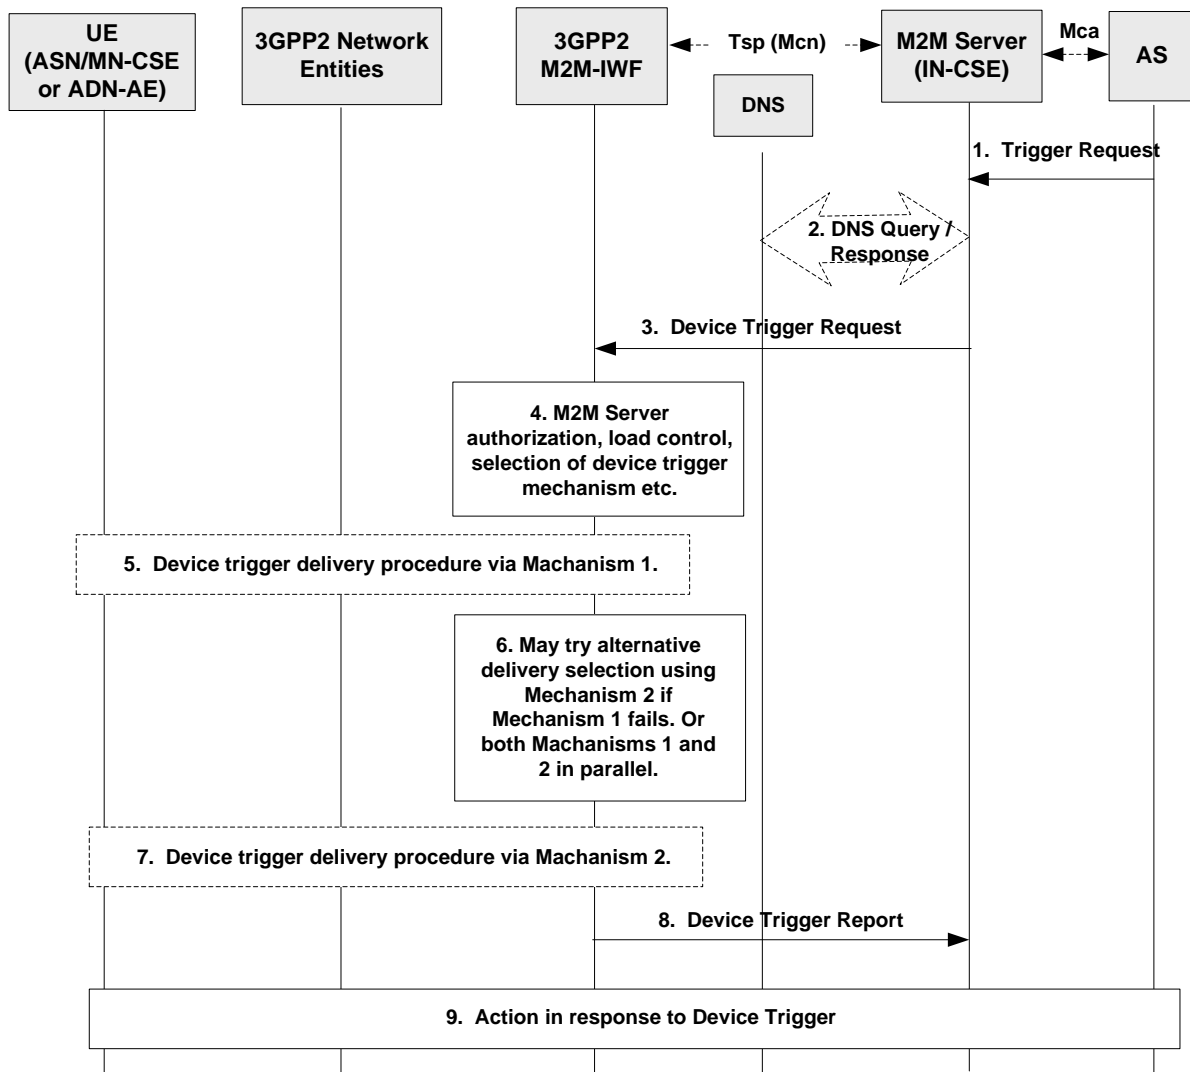 UE
(ASN/MN-CSE
or ADN-AE)
3GPP2 Network
Entities
3GPP2
M2M-IWF
Tsp (Mcn)
M2M Server
(IN-CSE)
Mca
AS
DNS
1.  Trigger Request
2. DNS Query /
Response
3.  Device Trigger Request
4. M2M Server
authorization, load control,
selection of device trigger
mechanism etc.
5.  Device trigger delivery procedure via Machanism 1.
6. May try alternative
delivery selection using
Mechanism 2 if
Mechanism 1 fails. Or
both Machanisms 1 and
2 in parallel.
7.  Device trigger delivery procedure via Machanism 2.
8.  Device Trigger Report
9.  Action in response to Device Trigger